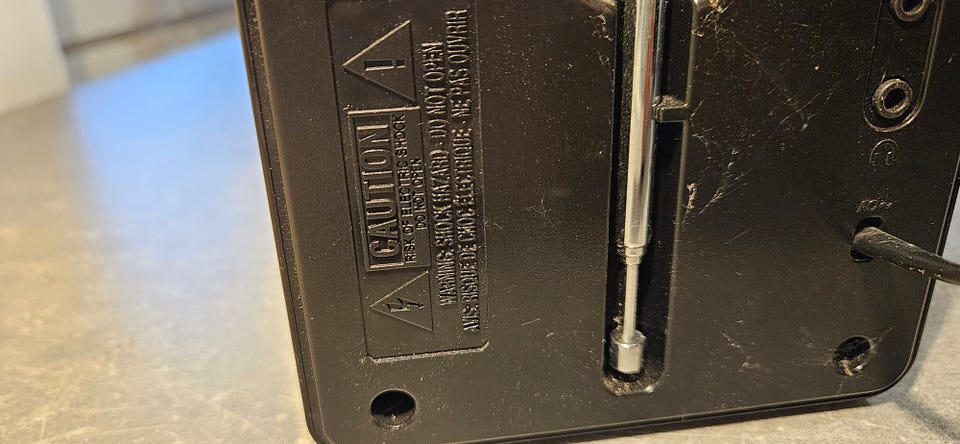 !
CAUTION
RISK OF ELECTRIC SHOCK
DO NOT OPEN
WARNING: SHOCK HAZARD - DO NOT OPEN
AVIS: RISQUE DE CHOC ELECTRIQUE - NE PAS OUVRIR